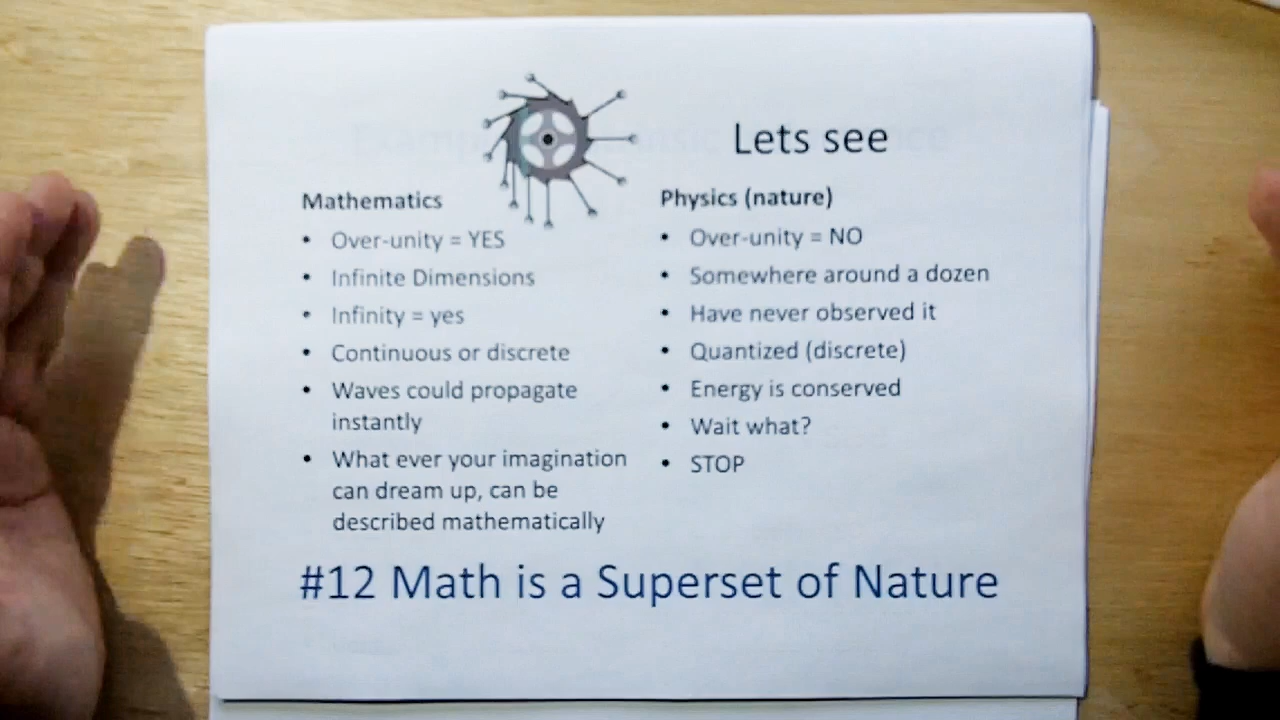 Lets see
Mathematics
• Over-unity = YES
• Infinite Dimensions
• Infinity = yes
• Continuous or discrete
• Waves could propagate
instantly
• What ever your imagination
can dream up, can be
described mathematically
Physics (nature)
• Over-unity = NO
• Somewhere around a dozen
• Have never observed it
• Quantized (discrete)
• Energy is conserved
• Wait what?
• STOP
#12 Math is a Superset of Nature